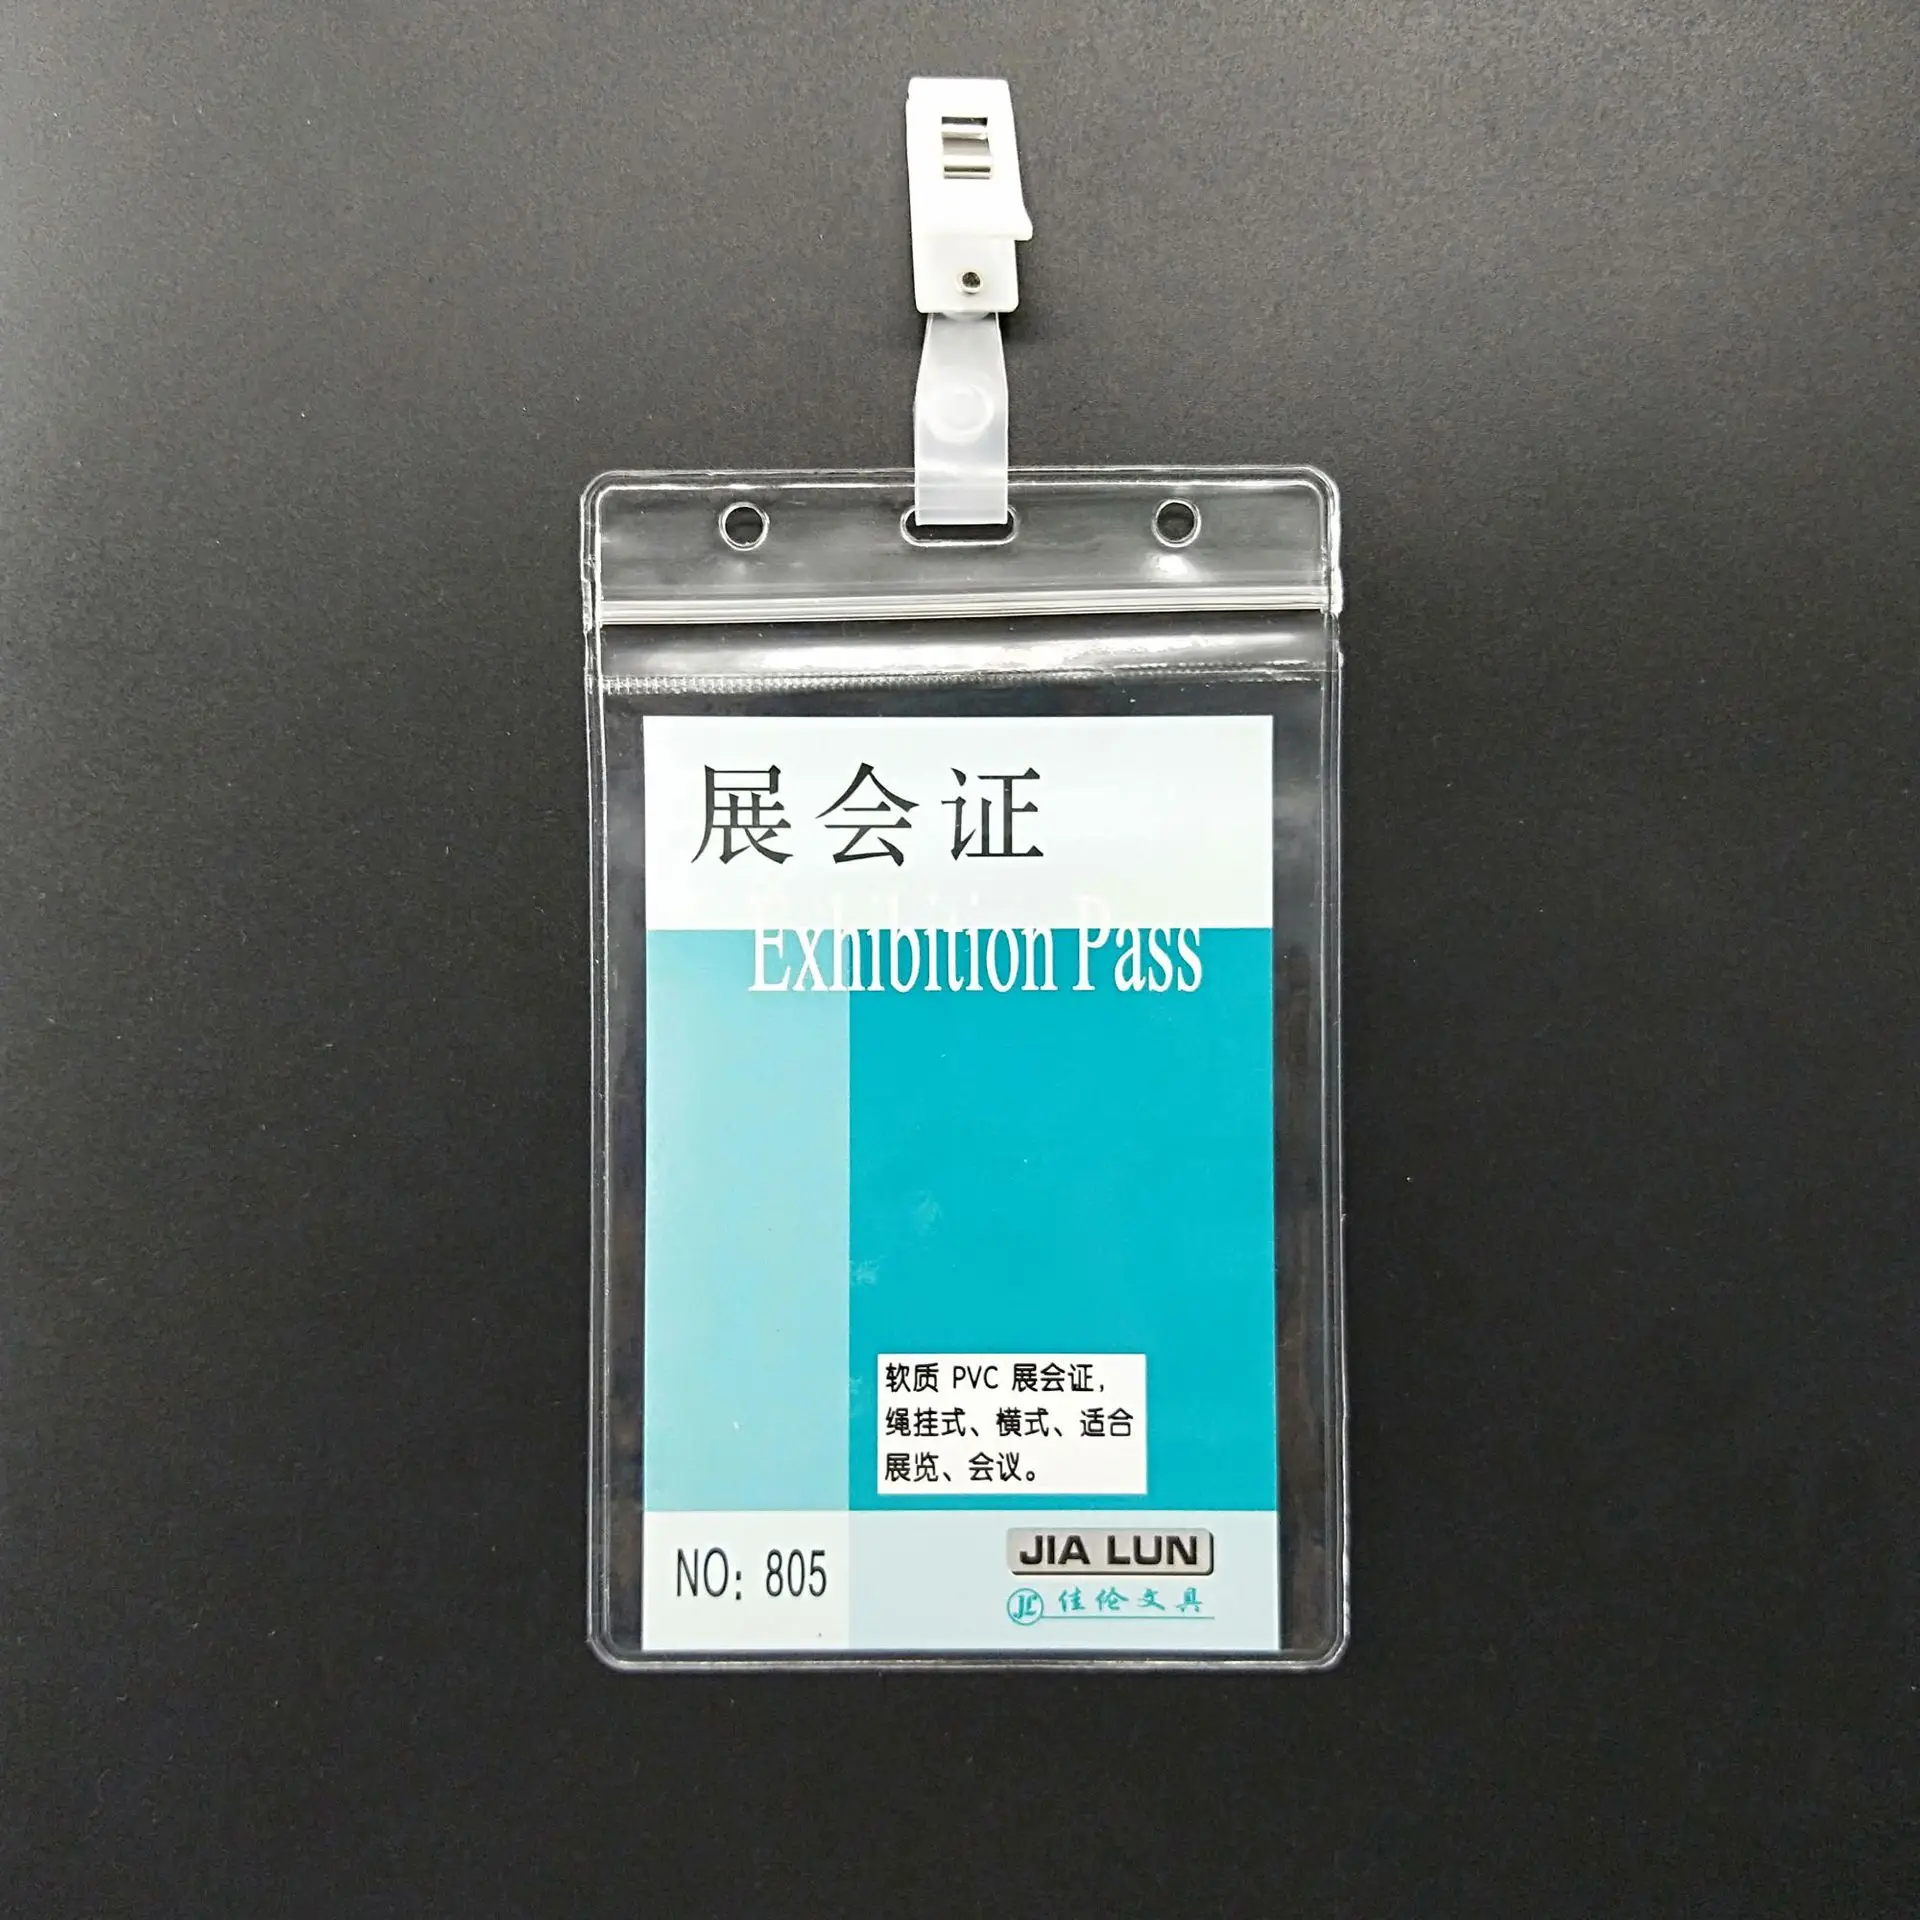 展会证
Exhibition Pass
软质 PVC 展会证，
绳挂式、横式、适合
展览、会议。
NO: 805
JIA LUN
JL 佳伦文具